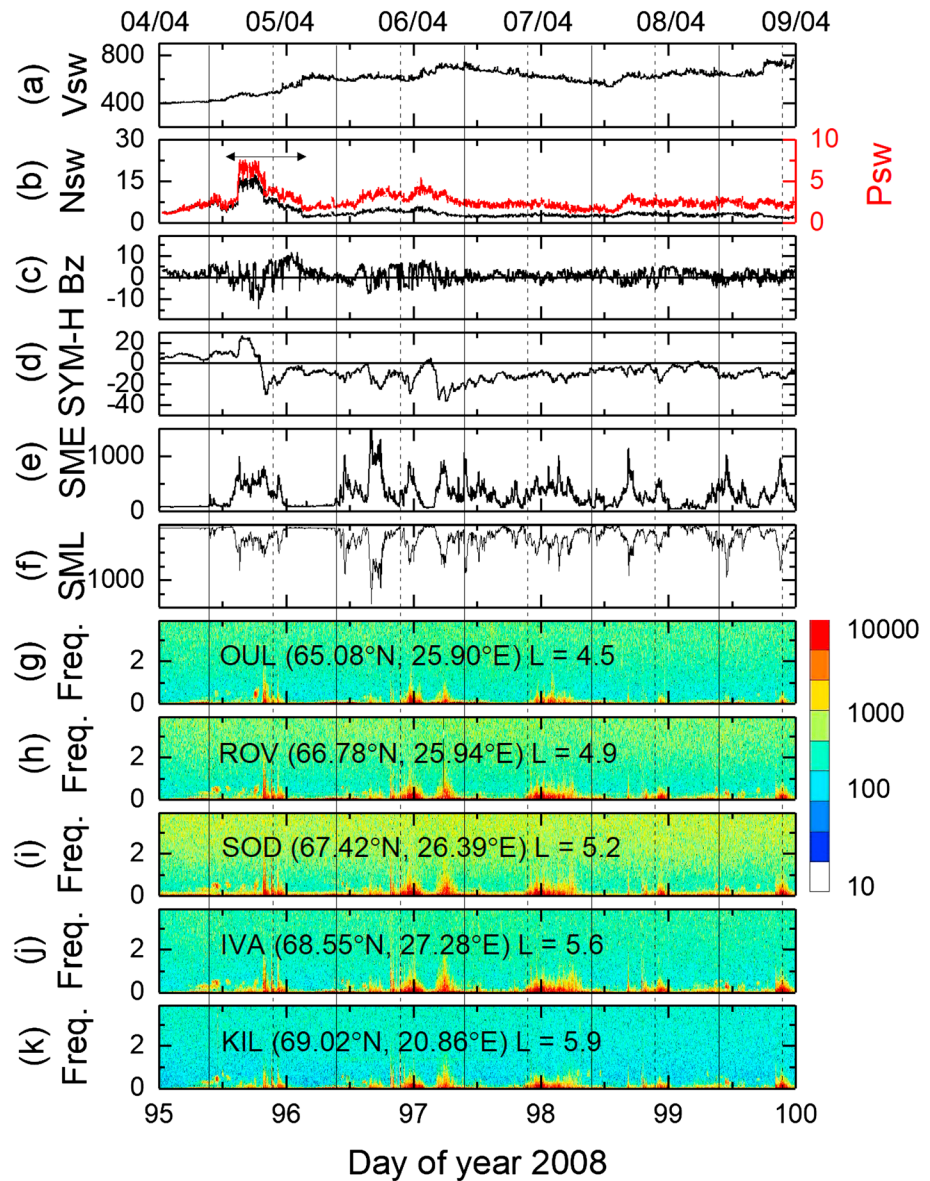 04/04 05/04 06/04 07/04 08/04 09/04
(a) Vsw
800
400
(b) Nsw
30
15
0
10
5
0
Psw
(c) Bz
10
0
-10
(d) SYM-H
20
0
-20
-40
(e) SME
1000
0
(f) SML
1000
(g) Freq.
2
0
OUL (65.08°N, 25.90°E) L = 4.5
(h) Freq.
2
0
ROV (66.78°N, 25.94°E) L = 4.9
(i) Freq.
2
0
SOD (67.42°N, 26.39°E) L = 5.2
(j) Freq.
2
0
IVA (68.55°N, 27.28°E) L = 5.6
(k) Freq.
2
0
KIL (69.02°N, 20.86°E) L = 5.9
10000
1000
100
10
95 96 97 98 99 100
Day of year 2008